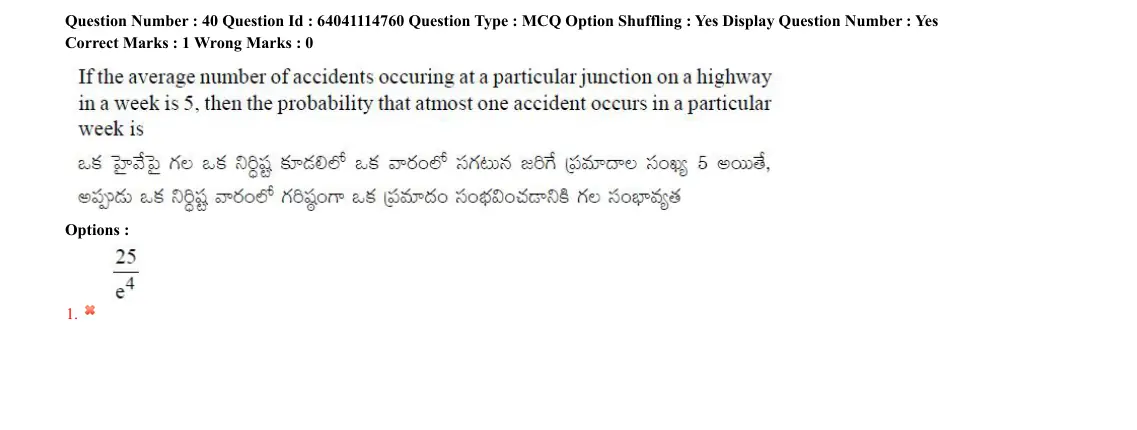 Question Number : 40 Question Id : 64041114760 Question Type : MCQ Option Shuffling : Yes Display Question Number : Yes
Correct Marks : 1 Wrong Marks : 0
If the average number of accidents occuring at a particular junction on a highway
in a week is 5, then the probability that atmost one accident occurs in a particular
week is
ఒక హైవేపై గల ఒక నిర్ధిష్ట కూడలిలో ఒక వారంలో సగటున జరిగే ప్రమాదాల సంఖ్య 5 అయితే,
అప్పుడు ఒక నిర్ధిష్ట వారంలో గరిష్ఠంగా ఒక ప్రమాదం సంభవించడానికి గల సంభావ్యత
Options :
25
e^4
1. ✖